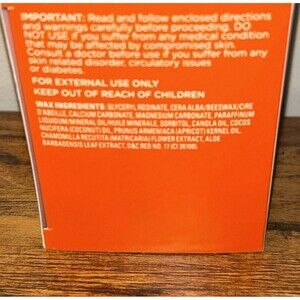 IMPORTANT: Read and follow enclosed directions
and warnings carefully before proceeding. DO
NOT USE if you suffer from any medical condition
that may be affected by compromised skin.
Consult a doctor before use if you suffer from any
skin related disorder, circulatory issues
or diabetes.
FOR EXTERNAL USE ONLY
KEEP OUT OF REACH OF CHILDREN
WAX INGREDIENTS: GLYCERYL ROSINATE, CERA ALBA/BEESWAX/CIRE
D'ABEILLE, CALCIUM CARBONATE, MAGNESIUM CARBONATE, PARAFFINUM
LIQUIDUM/MINERAL OIL/HUILE MINERALE, SORBITOL, CANOLA OIL, COCOS
NUCIFERA (COCONUT) OIL, PRUNUS ARMENIACA (APRICOT) KERNEL OIL,
CHAMOMILLA RECUTITA (MATRICARIA) FLOWER EXTRACT, ALOE
BARBADENSIS LEAF EXTRACT, D&C RED NO. 17 (CI 26100).